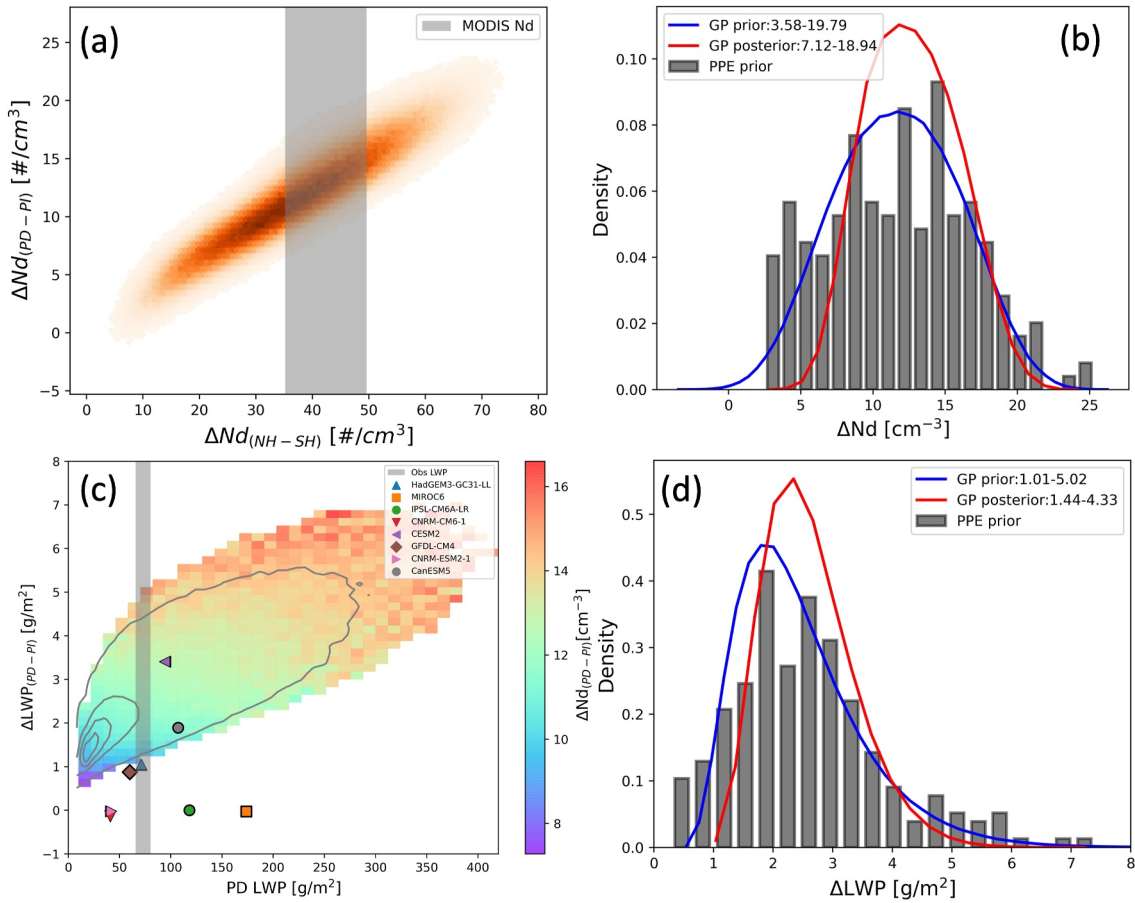 (a)
MODIS Nd
25
20
15
10
5
0
−5
ΔNd(PD−PI) [#/cm³]
0 10 20 30 40 50 60 70 80
ΔNd(NH−SH) [#/cm³]
(b)
GP prior:3.58-19.79
GP posterior:7.12-18.94
PPE prior
0.10
0.08
0.06
0.04
0.02
0.00
Density
0 5 10 15 20 25
ΔNd [cm⁻³]
(c)
Obs LWP
HadGEM3-GC31-LL
MIROC6
IPSL-CM6A-LR
CNRM-CM6-1
CESM2
GFDL-CM4
CNRM-ESM2-1
CanESM5
8
7
6
5
4
3
2
1
0
−1
ΔLWP(PD−PI) [g/m²]
0 50 100 150 200 250 300 350 400
PD LWP [g/m²]
16
14
12
10
8
ΔNd(PD−PI)[cm⁻³]
(d)
GP prior:1.01-5.02
GP posterior:1.44-4.33
PPE prior
0.5
0.4
0.3
0.2
0.1
0.0
Density
0 1 2 3 4 5 6 7 8
ΔLWP [g/m²]